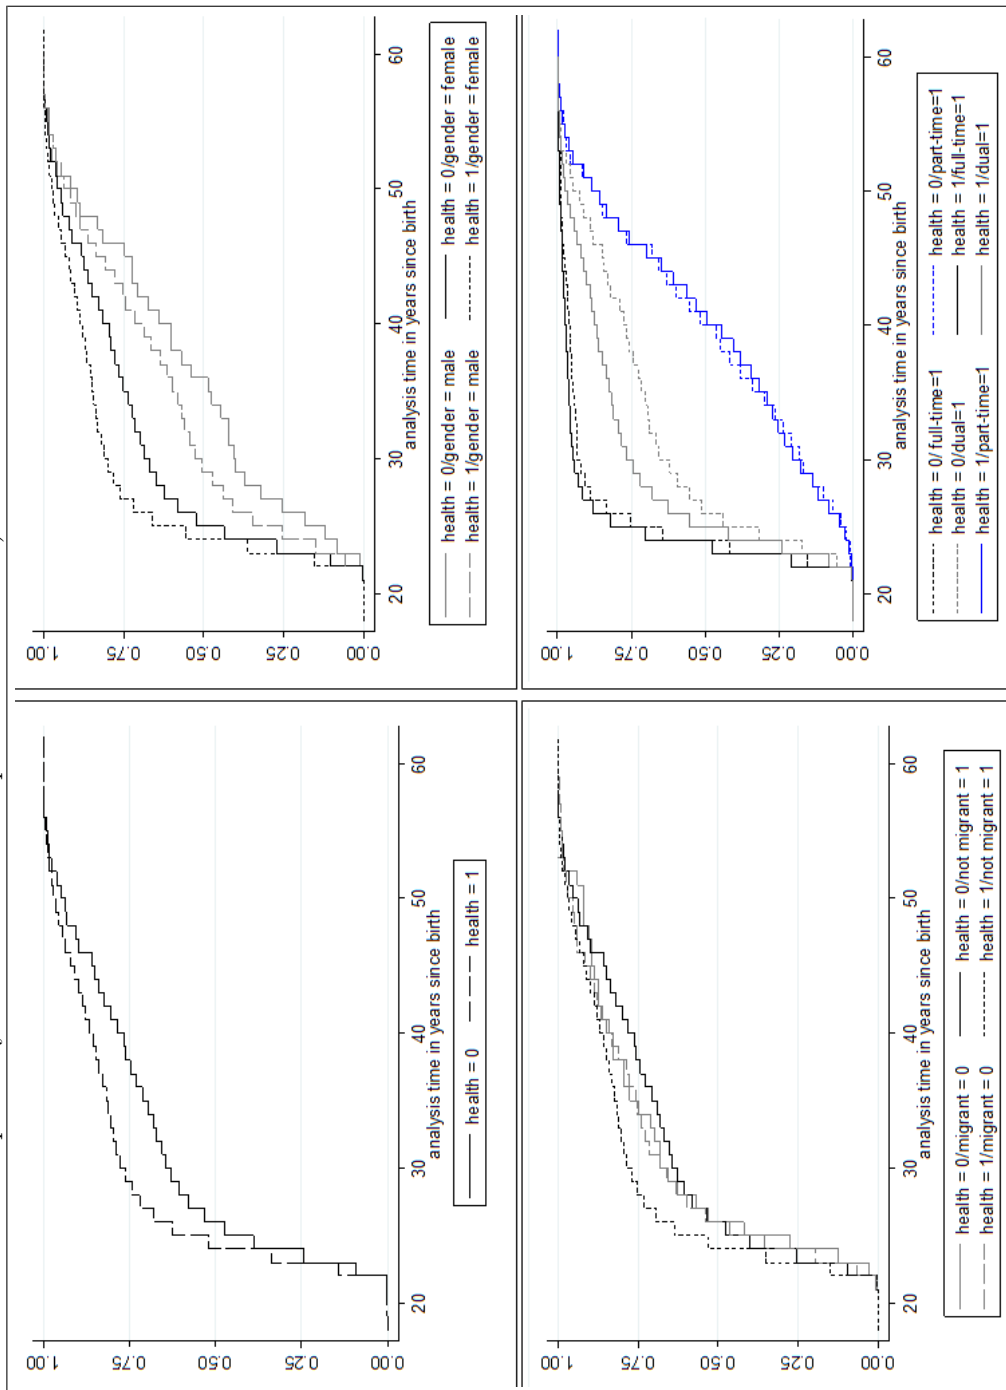 1.00
0.75
0.50
0.25
0.00
20 30 40 50 60
analysis time in years since birth
health = 0 health = 1
1.00
0.75
0.50
0.25
0.00
20 30 40 50 60
analysis time in years since birth
health = 0/gender = male health = 0/gender = female
health = 1/gender = male health = 1/gender = female
1.00
0.75
0.50
0.25
0.00
20 30 40 50 60
analysis time in years since birth
health = 0/migrant = 0 health = 0/not migrant = 1
health = 1/migrant = 0 health = 1/not migrant = 1
1.00
0.75
0.50
0.25
0.00
20 30 40 50 60
analysis time in years since birth
health = 0/ full-time=1 health = 0/part-time=1
health = 0/dual=1 health = 1/full-time=1
health = 1/part-time=1 health = 1/dual=1